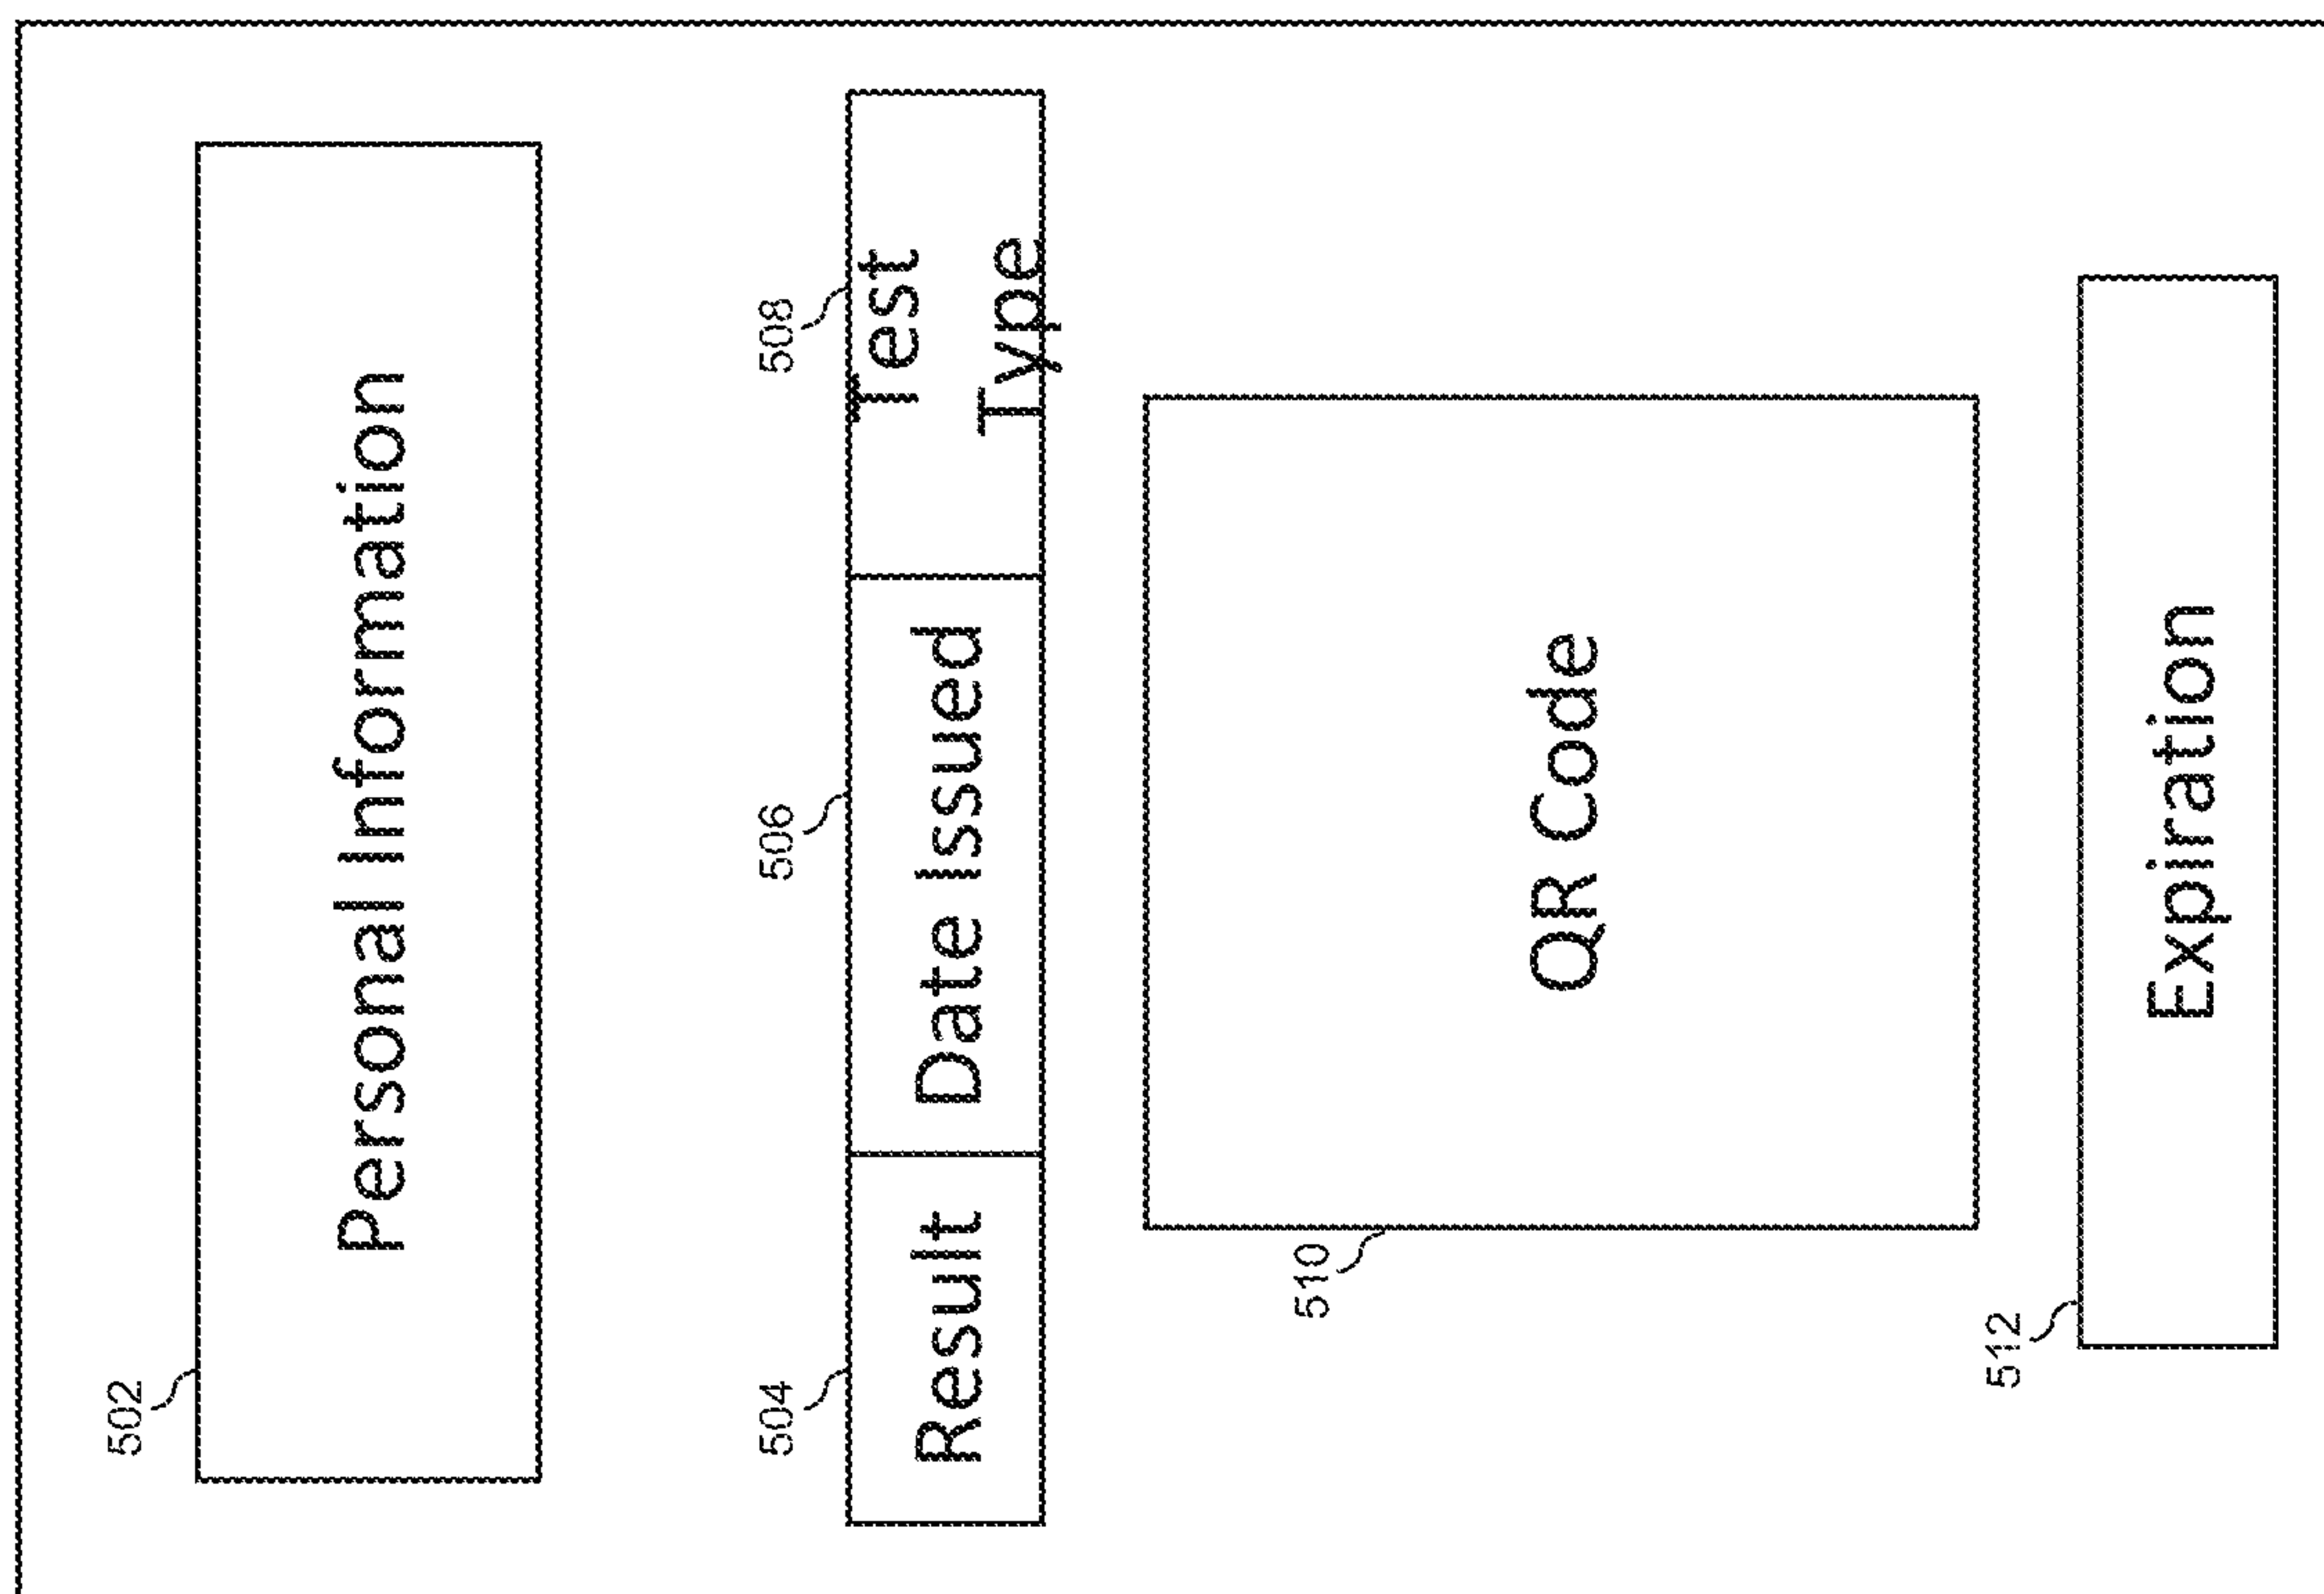 502
Personal Information
504
506
508
Result
Date Issued
Test
Type
510
QR Code
512
Expiration